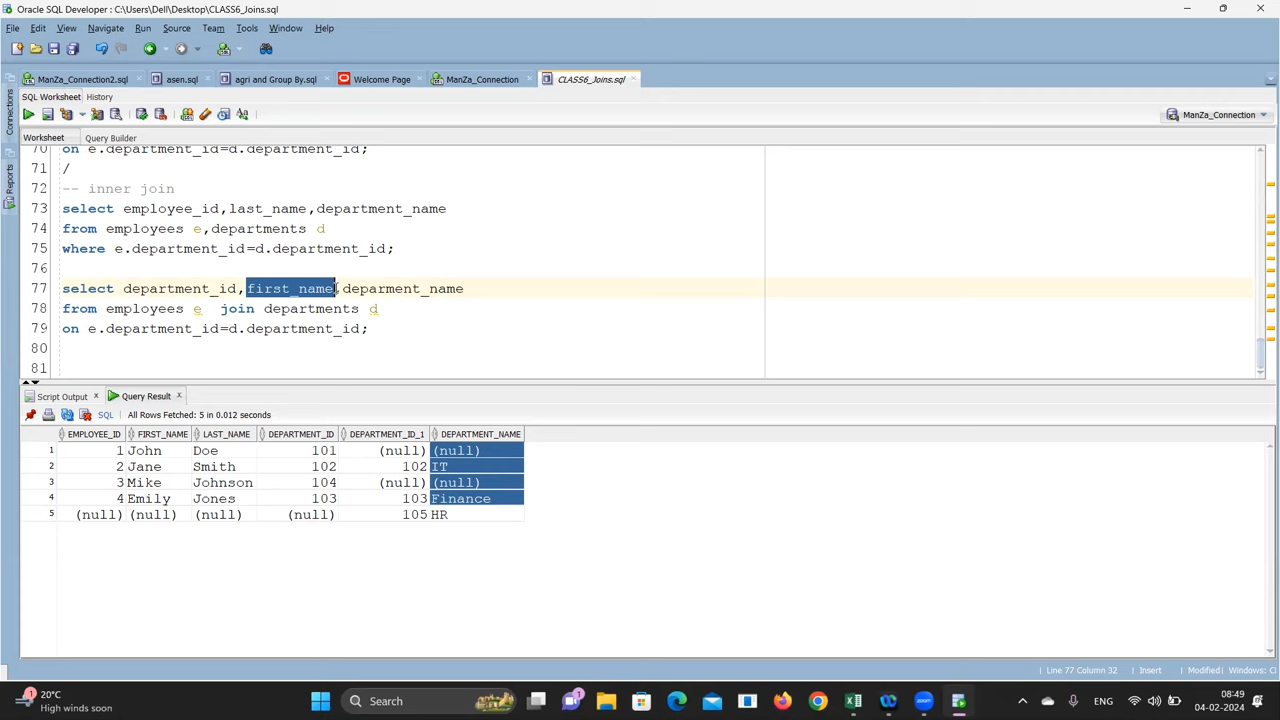 Oracle SQL Developer : C:\Users\Dell\Desktop\CLASS6_Joins.sql
File Edit View Navigate Run Source Team Tools Window Help
ManZa_Connection2.sql asen.sql agri and Group By.sql Welcome Page ManZa_Connection CLASS6_Joins.sql
Connections
Reports
SQL Worksheet History
ManZa_Connection
Worksheet Query Builder
70 on e.department_id=d.department_id;
71 /
72 -- inner join
73 select employee_id,last_name,department_name
74 from employees e,departments d
75 where e.department_id=d.department_id;
76
77 select department_id,first_name,deparment_name
78 from employees e join departments d
79 on e.department_id=d.department_id;
80
81
Script Output Query Result
SQL All Rows Fetched: 5 in 0.012 seconds
EMPLOYEE_ID FIRST_NAME LAST_NAME DEPARTMENT_ID DEPARTMENT_ID_1 DEPARTMENT_NAME
1 1 John Doe 101 (null) (null)
2 2 Jane Smith 102 102 IT
3 3 Mike Johnson 104 (null) (null)
4 4 Emily Jones 103 103 Finance
5 (null) (null) (null) (null) 105 HR
Line 77 Column 32 Insert Modified Windows: C
20°C
High winds soon
1
Search
1
ENG
08:49
04-02-2024